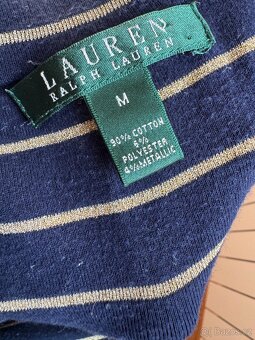 LAUREN
RALPH LAUREN
M
90% COTTON
6%
POLYESTER
4% METALLIC